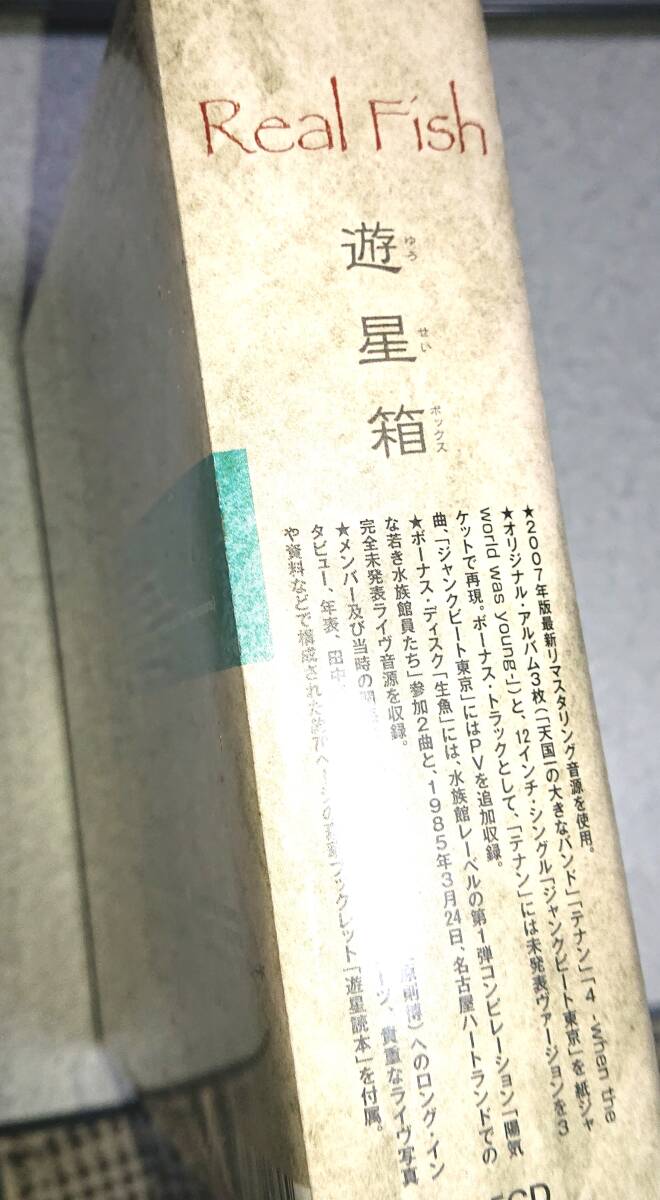 Real Fish
遊星箱
ゆう
せい
ボックス
★2007年版最新リマスタリング音源を使用。
★オリジナル・アルバム3枚(「天国一の大きなバンド」「テナン」「4 -when the
world was young-」)と、12インチ・シングル「ジャンクビート東京」を紙ジャ
ケットで再現。ボーナス・トラックとして、「テナン」には未発表ヴァージョンを3
曲、「ジャンクビート東京」にはPVを追加収録。
★ボーナス・ディスク「生魚」には、水族館レーベルの第1弾コンピレーション「陽気
な若き水族館員たち」参加2曲と、1985年3月24日、名古屋ハートランドでの
完全未発表ライヴ音源を収録。
★メンバー及び当時の
則博)へのロング・イン
タビュー、年表、田中
ーツ、貴重なライヴ写真
や資料などで構成された
ブックレット「遊星読本」を付属。
CD